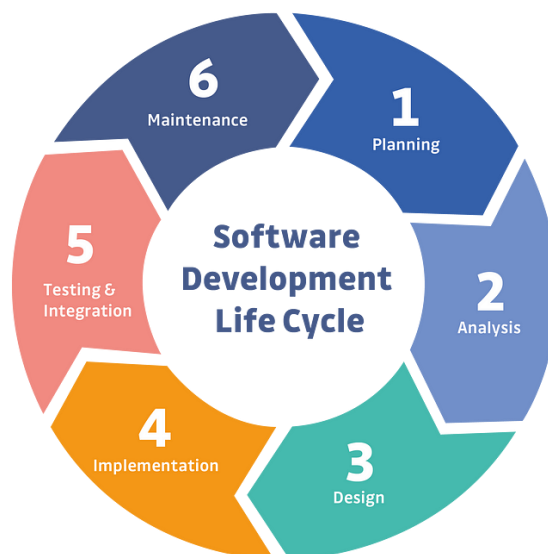 Software
Development
Life Cycle
1
Planning
2
Analysis
3
Design
4
Implementation
5
Testing &
Integration
6
Maintenance